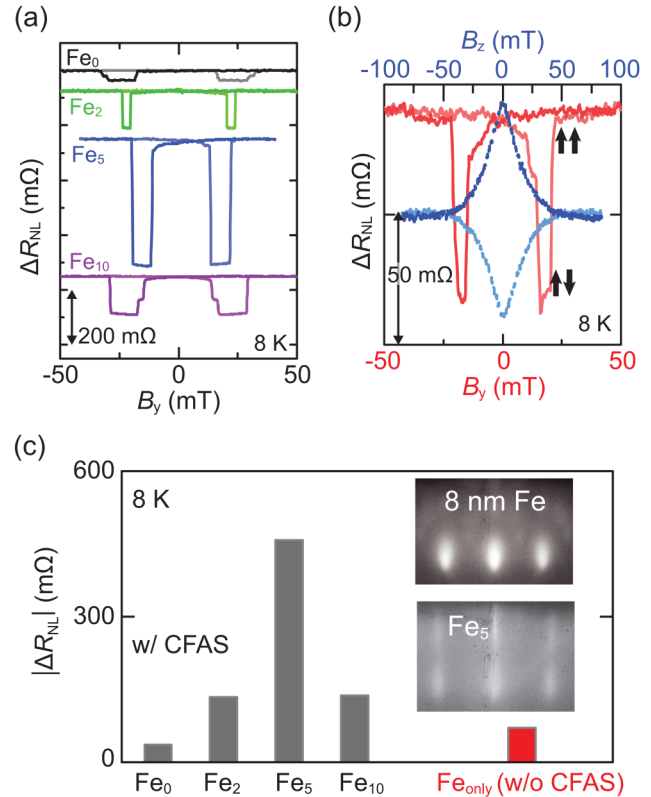 (a)
Fe0
Fe2
Fe5
Fe10
200 mΩ
8 K
ΔRNL (mΩ)
-50
0
50
By (mT)
(b)
Bz (mT)
-100
-50
0
50
100
ΔRNL (mΩ)
50 mΩ
8 K
-50
0
50
By (mT)
(c)
600
300
0
|ΔRNL| (mΩ)
8 K
w/ CFAS
8 nm Fe
Fe5
Fe0
Fe2
Fe5
Fe10
Feonly (w/o CFAS)